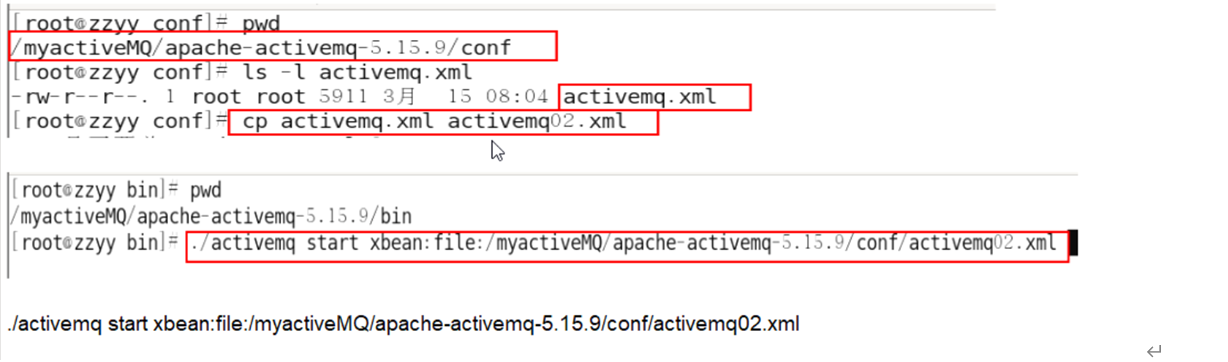 [root@zzyy conf]# pwd
/myactiveMQ/apache-activemq-5.15.9/conf
[root@zzyy conf]# ls -l activemq.xml
-rw-r--r--. 1 root root 5911 3月  15 08:04 activemq.xml
[root@zzyy conf]# cp activemq.xml activemq02.xml
[root@zzyy bin]# pwd
/myactiveMQ/apache-activemq-5.15.9/bin
[root@zzyy bin]# ./activemq start xbean:file:/myactiveMQ/apache-activemq-5.15.9/conf/activemq02.xml
./activemq start xbean:file:/myactiveMQ/apache-activemq-5.15.9/conf/activemq02.xml